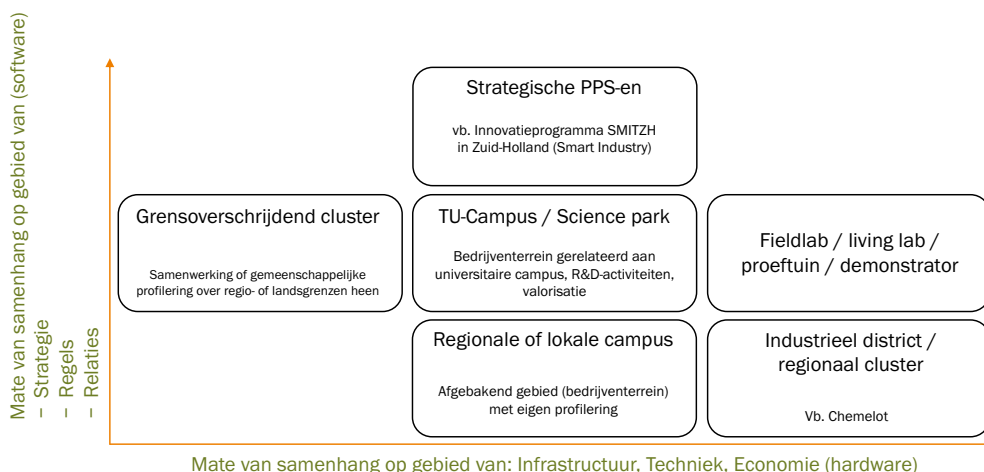 Mate van samenhang op gebied van (software)
– Strategie
– Regels
– Relaties
Strategische PPS-en
vb. Innovatieprogramma SMITZH
in Zuid-Holland (Smart Industry)
Grensoverschrijdend cluster
Samenwerking of gemeenschappelijke
profilering over regio- of landsgrenzen heen
TU-Campus / Science park
Bedrijventerrein gerelateerd aan
universitaire campus, R&D-activiteiten,
valorisatie
Fieldlab / living lab /
proeftuin / demonstrator
Regionale of lokale campus
Afgebakend gebied (bedrijventerrein)
met eigen profilering
Industrieel district /
regionaal cluster
Vb. Chemelot
Mate van samenhang op gebied van: Infrastructuur, Techniek, Economie (hardware)